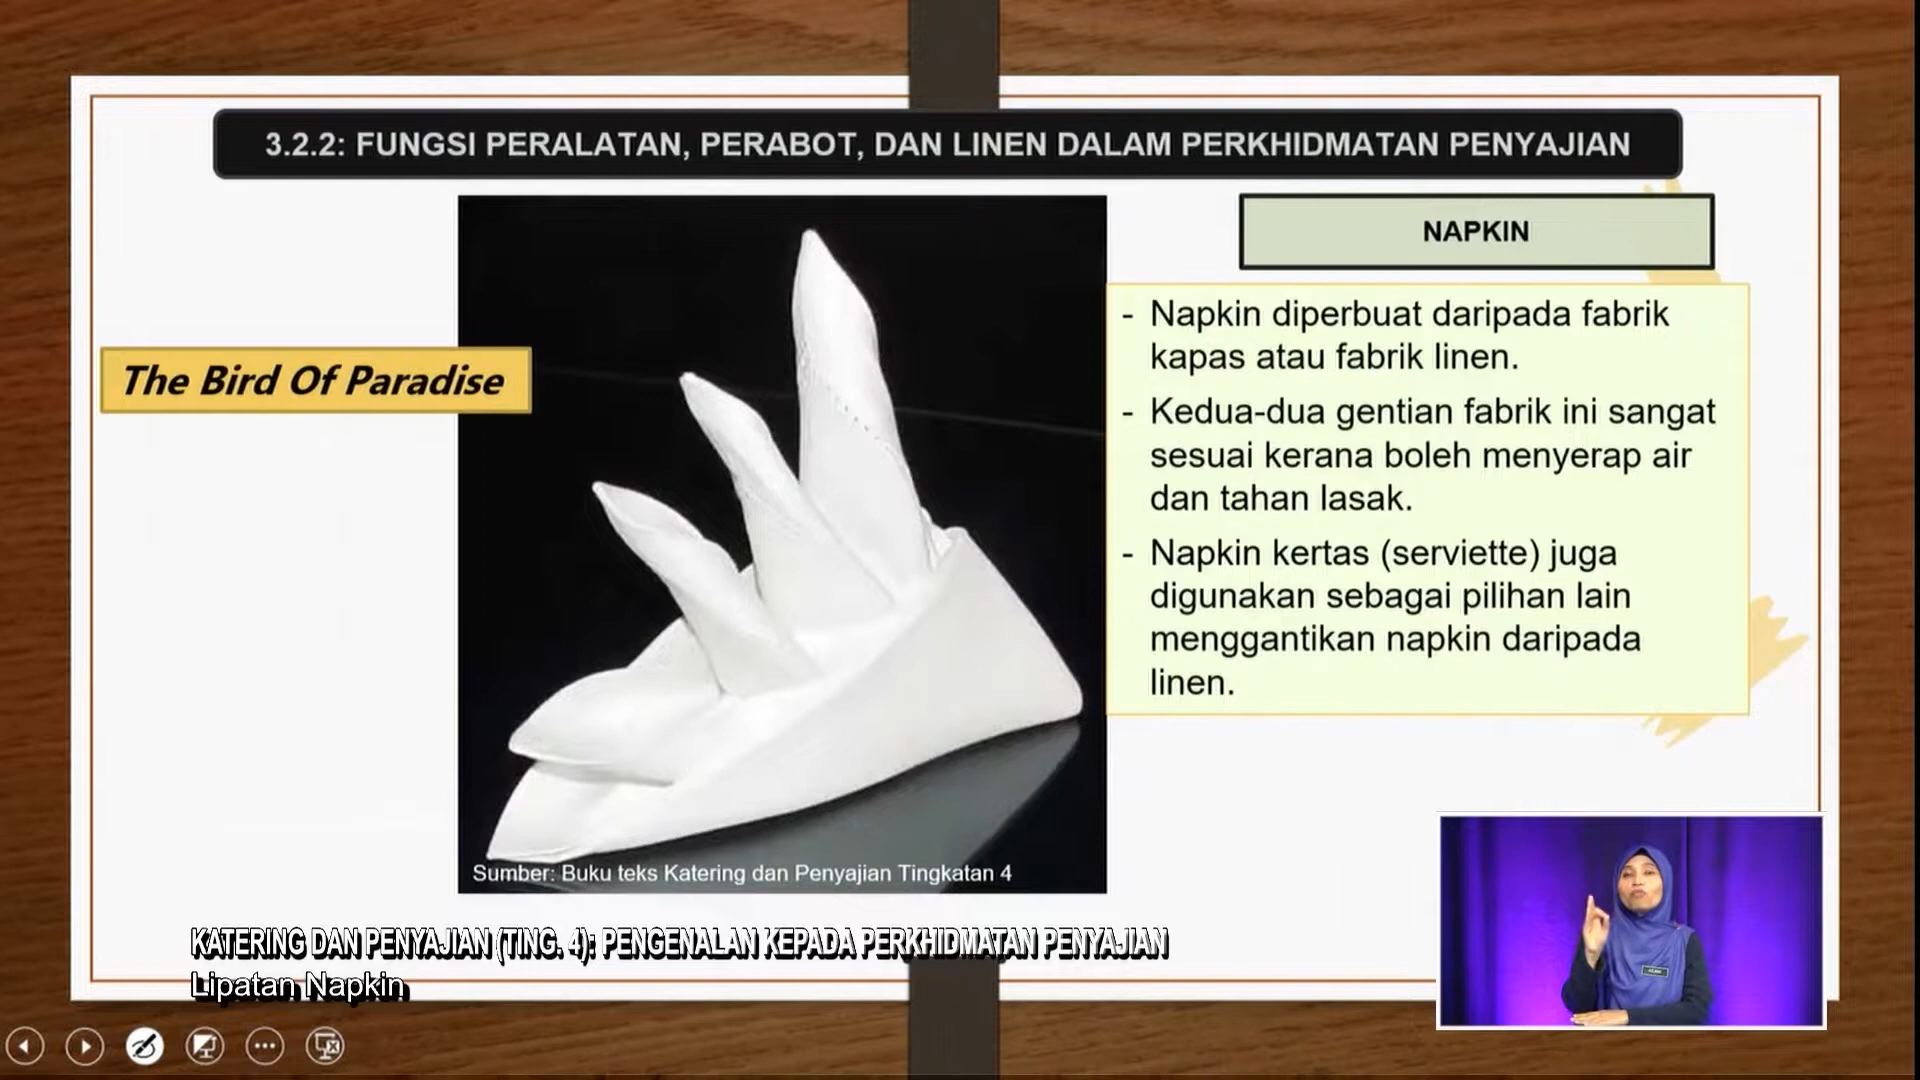 3.2.2: FUNGSI PERALATAN, PERABOT, DAN LINEN DALAM PERKHIDMATAN PENYAJIAN
NAPKIN
The Bird Of Paradise
- Napkin diperbuat daripada fabrik
kapas atau fabrik linen.
- Kedua-dua gentian fabrik ini sangat
sesuai kerana boleh menyerap air
dan tahan lasak.
- Napkin kertas (serviette) juga
digunakan sebagai pilihan lain
menggantikan napkin daripada
linen.
Sumber: Buku teks Katering dan Penyajian Tingkatan 4
KATERING DAN PENYAJIAN (TING. 4): PENGENALAN KEPADA PERKHIDMATAN PENYAJIAN
Lipatan Napkin